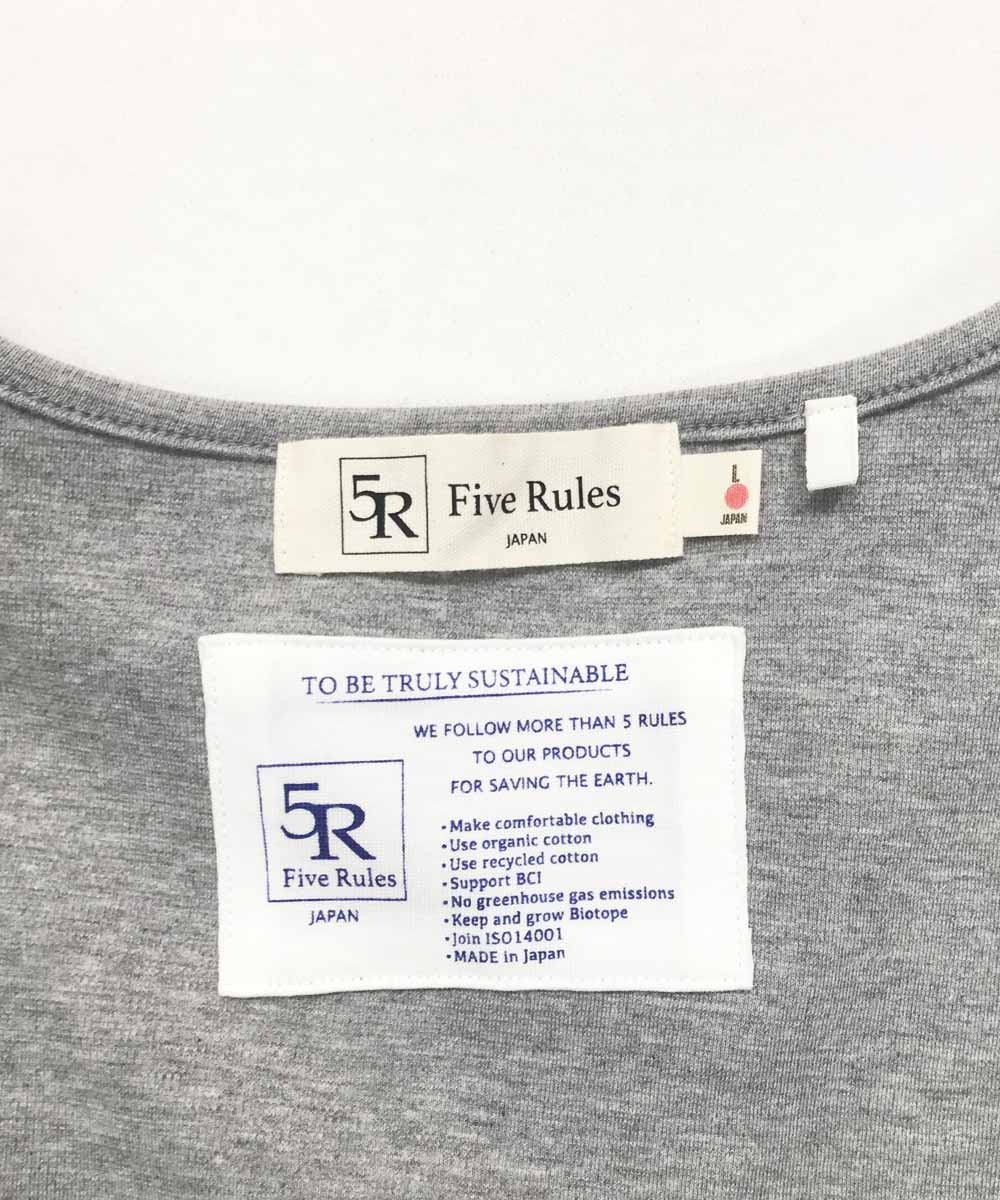 5R
Five Rules
JAPAN
L
JAPAN
TO BE TRULY SUSTAINABLE
WE FOLLOW MORE THAN 5 RULES
TO OUR PRODUCTS
FOR SAVING THE EARTH.
5R
Five Rules
JAPAN
•Make comfortable clothing
•Use organic cotton
•Use recycled cotton
•Support BCI
•No greenhouse gas emissions
•Keep and grow Biotope
•Join ISO14001
•MADE in Japan